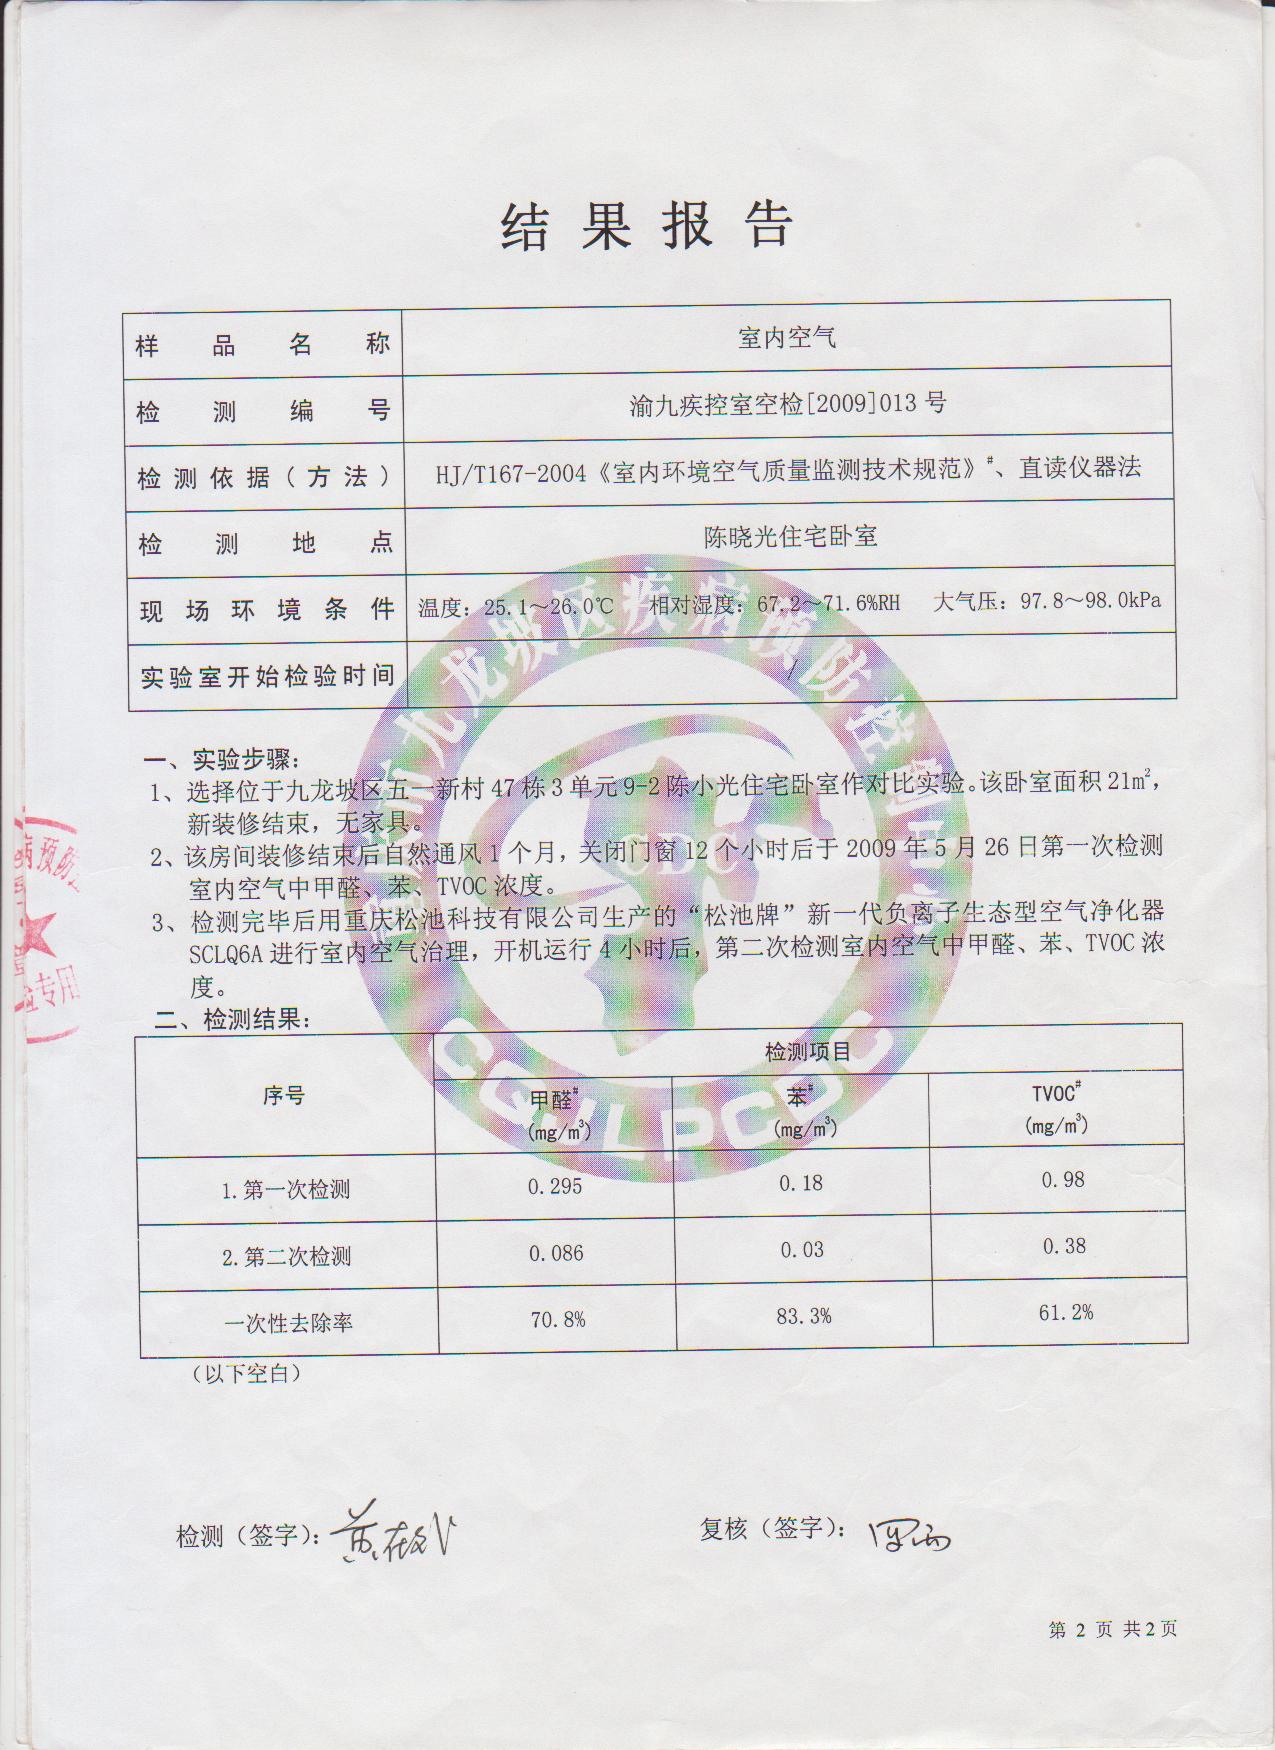 结果报告
样品名称 室内空气
检测编号 渝九疾控室空检[2009]013号
检测依据(方法) HJ/T167-2004《室内环境空气质量监测技术规范》#、直读仪器法
检测地点 陈晓光住宅卧室
现场环境条件 温度：25.1～26.0℃ 相对湿度：67.2～71.6%RH 大气压：97.8～98.0kPa
实验室开始检验时间 /
一、实验步骤：
1、选择位于九龙坡区五一新村47栋3单元9-2陈小光住宅卧室作对比实验。该卧室面积21m²，
新装修结束，无家具。
2、该房间装修结束后自然通风1个月，关闭门窗12个小时后于2009年5月26日第一次检测
室内空气中甲醛、苯、TVOC浓度。
3、检测完毕后用重庆松池科技有限公司生产的“松池牌”新一代负离子生态型空气净化器
SCLQ6A进行室内空气治理，开机运行4小时后，第二次检测室内空气中甲醛、苯、TVOC浓
度。
二、检测结果：
序号 检测项目
甲醛# 苯# TVOC#
(mg/m³) (mg/m³) (mg/m³)
1.第一次检测 0.295 0.18 0.98
2.第二次检测 0.086 0.03 0.38
一次性去除率 70.8% 83.3% 61.2%
（以下空白）
检测（签字）：
复核（签字）：
第 2 页 共2页
九龙坡区疾病预防控制
CDC
CQJLPCDC
病预防
专用